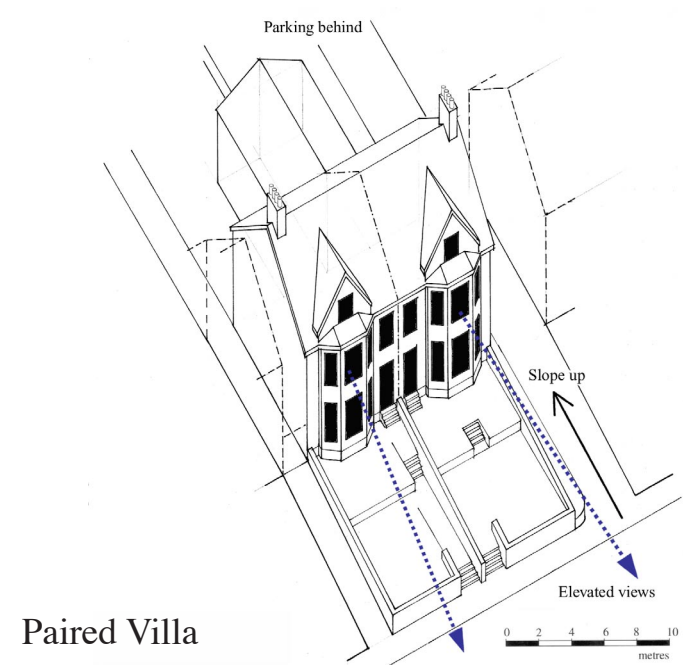 Parking behind
Slope up
Elevated views
Paired Villa
0 2 4 6 8 10
metres